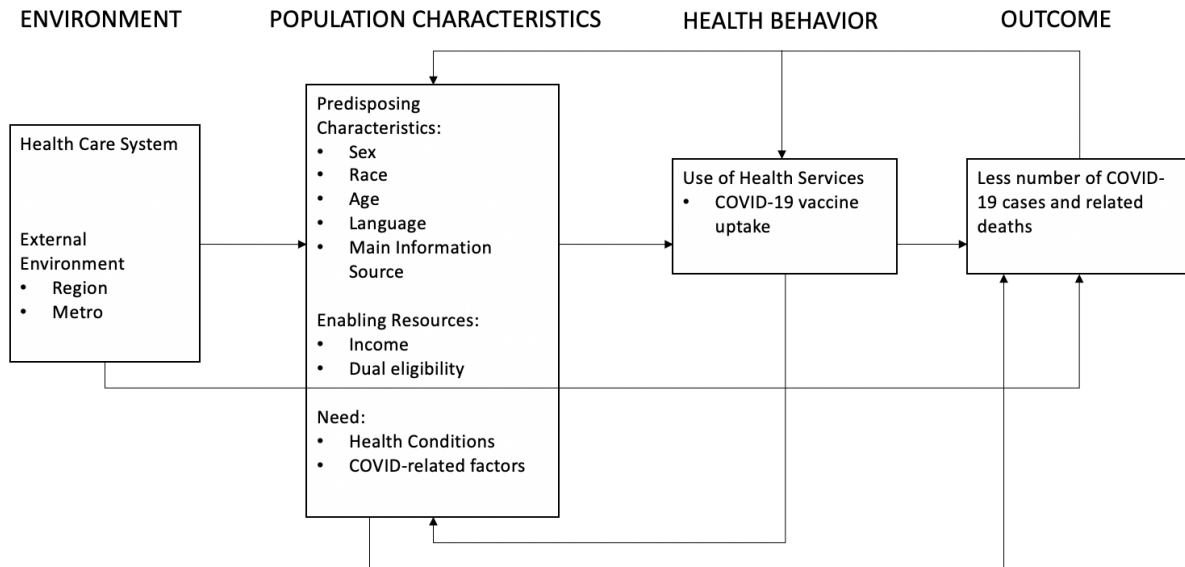 ENVIRONMENT
POPULATION CHARACTERISTICS
HEALTH BEHAVIOR
OUTCOME
Health Care System
External
Environment
• Region
• Metro
Predisposing
Characteristics:
• Sex
• Race
• Age
• Language
• Main Information
Source
Enabling Resources:
• Income
• Dual eligibility
Need:
• Health Conditions
• COVID-related factors
Use of Health Services
• COVID-19 vaccine
uptake
Less number of COVID-
19 cases and related
deaths